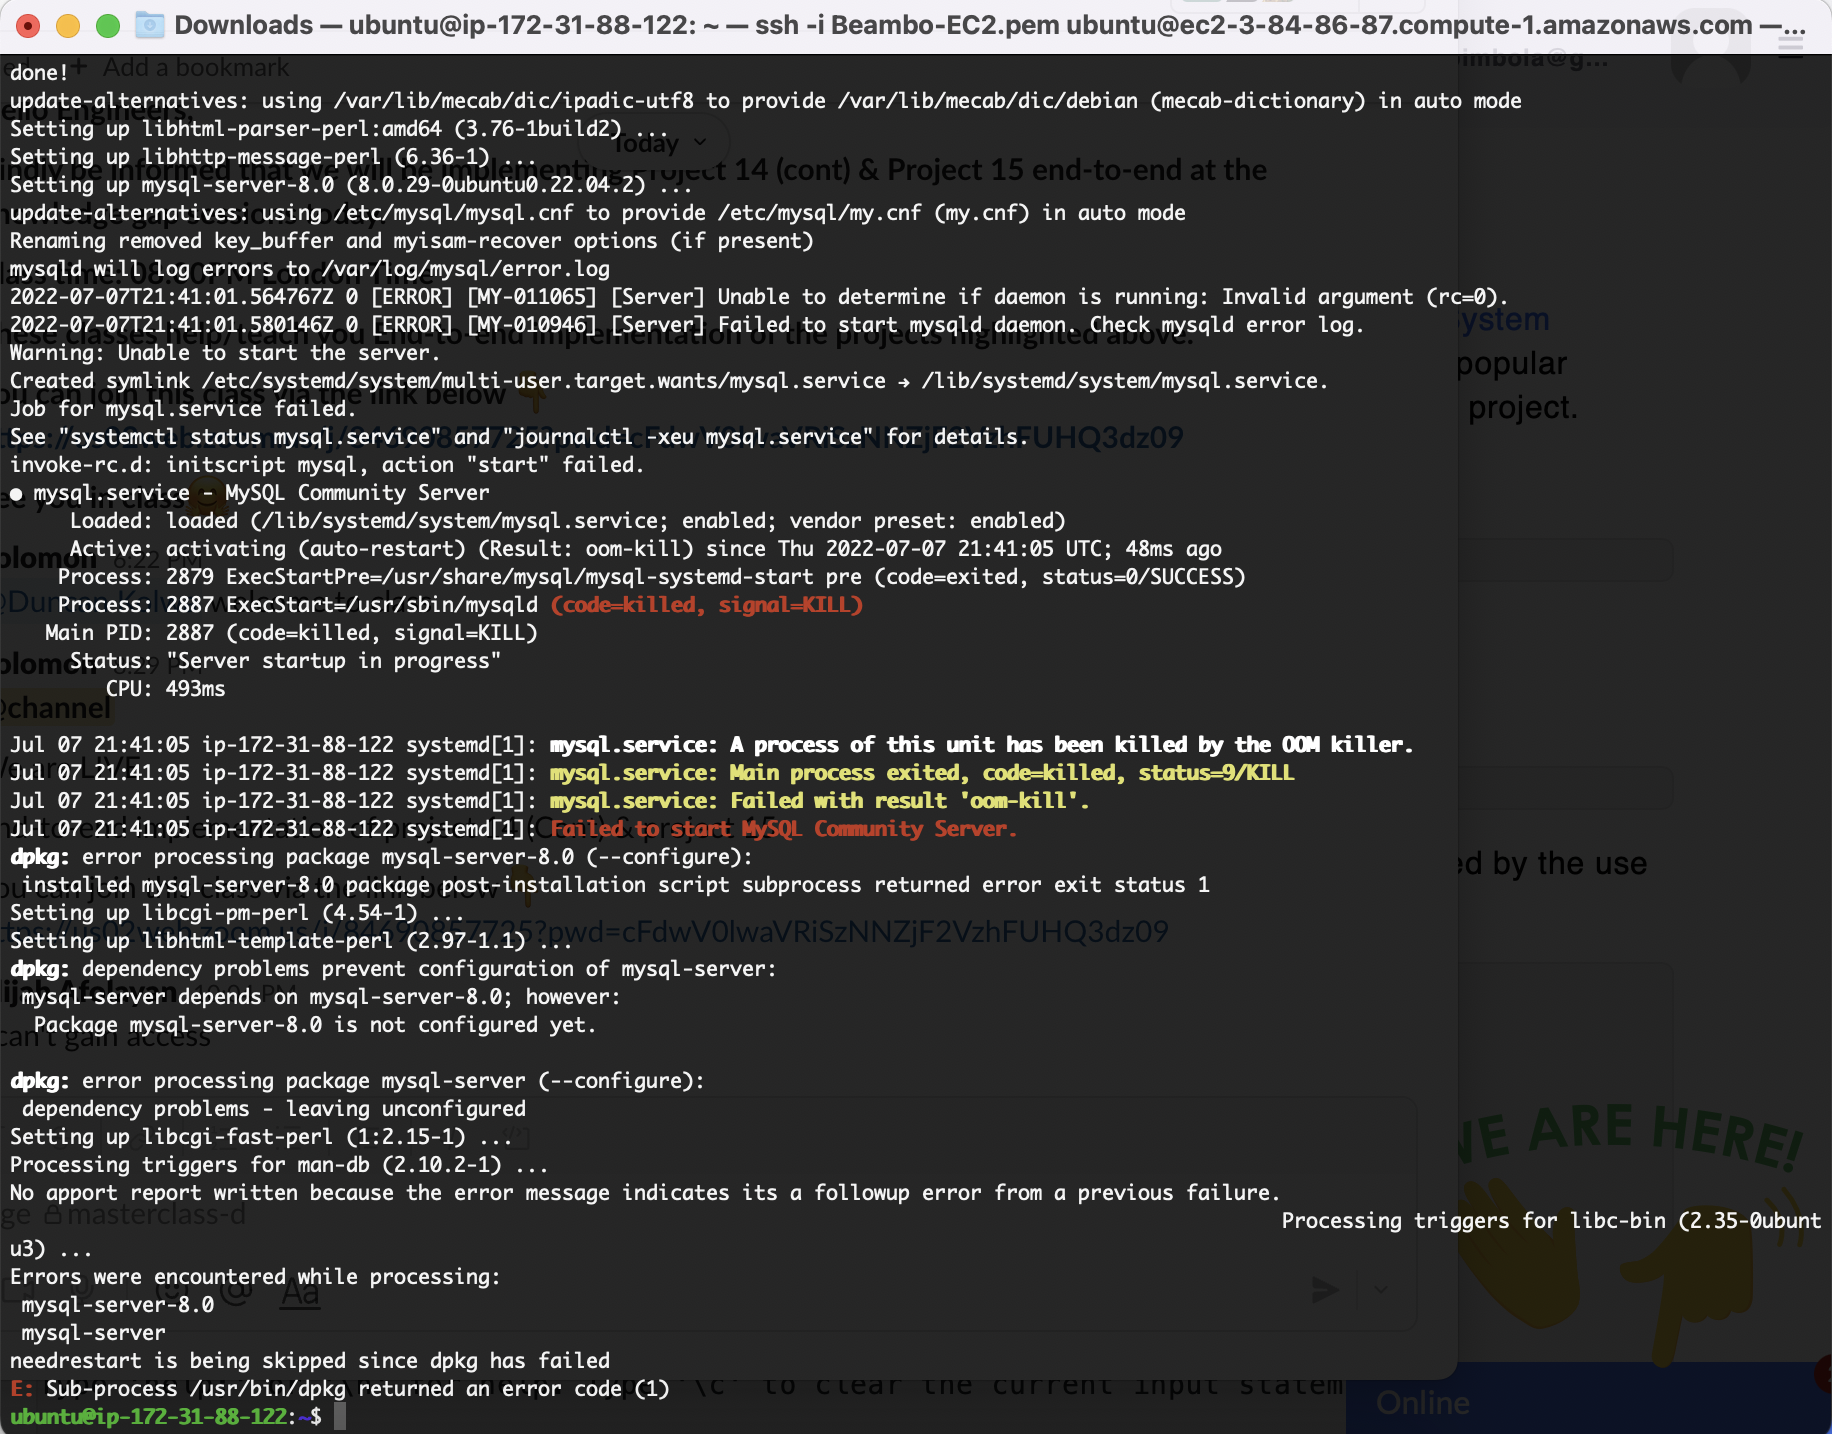 Downloads — ubuntu@ip-172-31-88-122: ~ — ssh -i Beambo-EC2.pem ubuntu@ec2-3-84-86-87.compute-1.amazonaws.com —...
+ Add a bookmark
done!
update-alternatives: using /var/lib/mecab/dic/ipadic-utf8 to provide /var/lib/mecab/dic/debian (mecab-dictionary) in auto mode
Setting up libhtml-parser-perl:amd64 (3.76-1build2) ...
Today
Setting up libhttp-message-perl (6.36-1) ...
Setting up mysql-server-8.0 (8.0.29-0ubuntu0.22.04.2) ...
update-alternatives: using /etc/mysql/mysql.cnf to provide /etc/mysql/my.cnf (my.cnf) in auto mode
Renaming removed key_buffer and myisam-recover options (if present)
mysqld will log errors to /var/log/mysql/error.log
2022-07-07T21:41:01.564767Z 0 [ERROR] [MY-011065] [Server] Unable to determine if daemon is running: Invalid argument (rc=0).
2022-07-07T21:41:01.580146Z 0 [ERROR] [MY-010946] [Server] Failed to start mysqld daemon. Check mysqld error log.
Warning: Unable to start the server.
popular
Created symlink /etc/systemd/system/multi-user.target.wants/mysql.service → /lib/systemd/system/mysql.service.
Job for mysql.service failed.
project.
See "systemctl status mysql.service" and "journalctl -xeu mysql.service" for details.
invoke-rc.d: initscript mysql, action "start" failed.
● mysql.service - MySQL Community Server
Loaded: loaded (/lib/systemd/system/mysql.service; enabled; vendor preset: enabled)
Active: activating (auto-restart) (Result: oom-kill) since Thu 2022-07-07 21:41:05 UTC; 48ms ago
Process: 2879 ExecStartPre=/usr/share/mysql/mysql-systemd-start pre (code=exited, status=0/SUCCESS)
Process: 2887 ExecStart=/usr/sbin/mysqld (code=killed, signal=KILL)
Main PID: 2887 (code=killed, signal=KILL)
Status: "Server startup in progress"
CPU: 493ms
@channel
Jul 07 21:41:05 ip-172-31-88-122 systemd[1]: mysql.service: A process of this unit has been killed by the OOM killer.
Jul 07 21:41:05 ip-172-31-88-122 systemd[1]: mysql.service: Main process exited, code=killed, status=9/KILL
Jul 07 21:41:05 ip-172-31-88-122 systemd[1]: mysql.service: Failed with result 'oom-kill'.
Jul 07 21:41:05 ip-172-31-88-122 systemd[1]: Failed to start MySQL Community Server.
dpkg: error processing package mysql-server-8.0 (--configure):
by the use
installed mysql-server-8.0 package post-installation script subprocess returned error exit status 1
Setting up libcgi-pm-perl (4.54-1) ...
Setting up libhtml-template-perl (2.97-1.1) ...
dpkg: dependency problems prevent configuration of mysql-server:
mysql-server depends on mysql-server-8.0; however:
Package mysql-server-8.0 is not configured yet.
can't gain access
dpkg: error processing package mysql-server (--configure):
dependency problems - leaving unconfigured
Setting up libcgi-fast-perl (1:2.15-1) ...
WE ARE HERE!
Processing triggers for man-db (2.10.2-1) ...
No apport report written because the error message indicates its a followup error from a previous failure.
masterclass-d
Processing triggers for libc-bin (2.35-0ubunt
u3) ...
Errors were encountered while processing:
@ Aa
mysql-server-8.0
mysql-server
needrestart is being skipped since dpkg has failed
E: Sub-process /usr/bin/dpkg returned an error code (1)
'\c' to clear the current input statem
Online
ubuntu@ip-172-31-88-122:~$